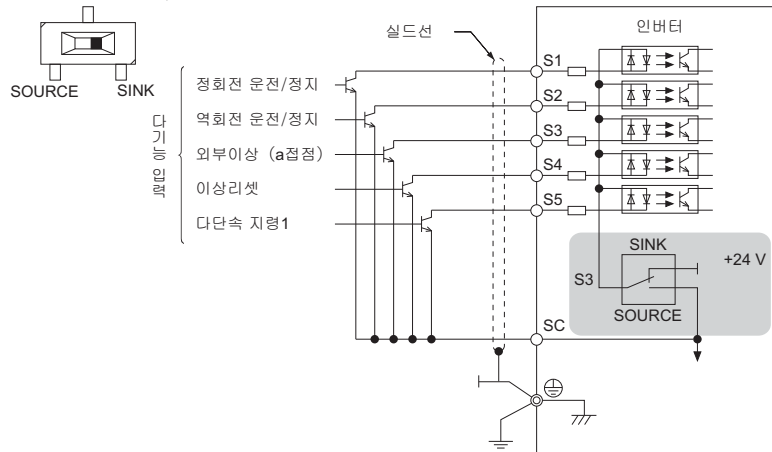 SOURCE
SINK
다기능 입력
정회전 운전/정지
역회전 운전/정지
외부이상 (a접점)
이상리셋
다단속 지령1
실드선
인버터
S1
S2
S3
S4
S5
SINK
+24 V
S3
SOURCE
SC